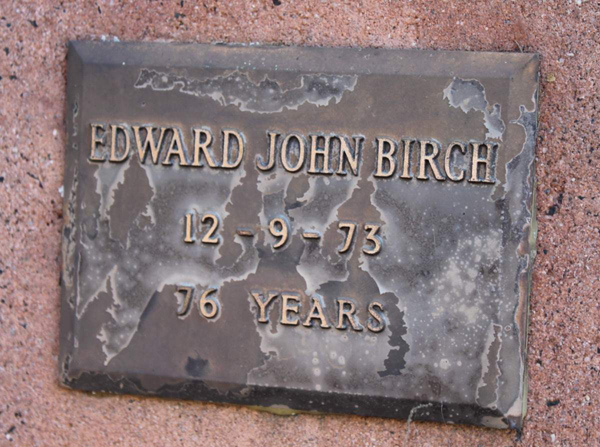 EDWARD JOHN BIRCH
12-9-73
76 YEARS